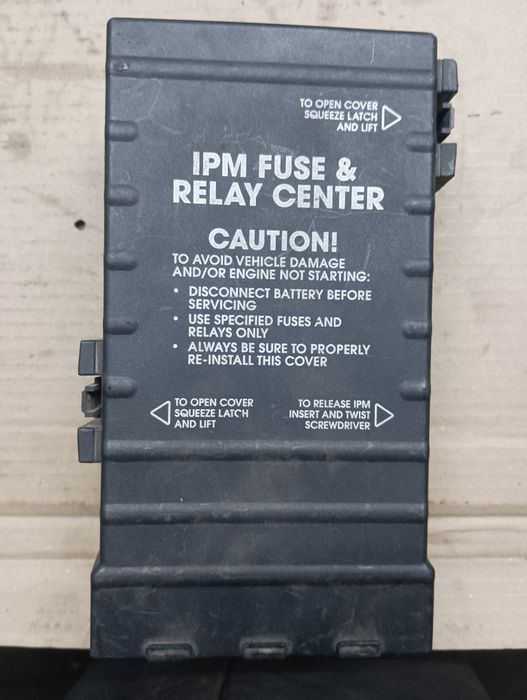 TO OPEN COVER
SQUEEZE LATCH
AND LIFT
IPM FUSE &
RELAY CENTER
CAUTION!
TO AVOID VEHICLE DAMAGE
AND/OR ENGINE NOT STARTING:
• DISCONNECT BATTERY BEFORE
SERVICING
• USE SPECIFIED FUSES AND
RELAYS ONLY
• ALWAYS BE SURE TO PROPERLY
RE-INSTALL THIS COVER
TO OPEN COVER
SQUEEZE LATCH
AND LIFT
TO RELEASE IPM
INSERT AND TWIST
SCREWDRIVER